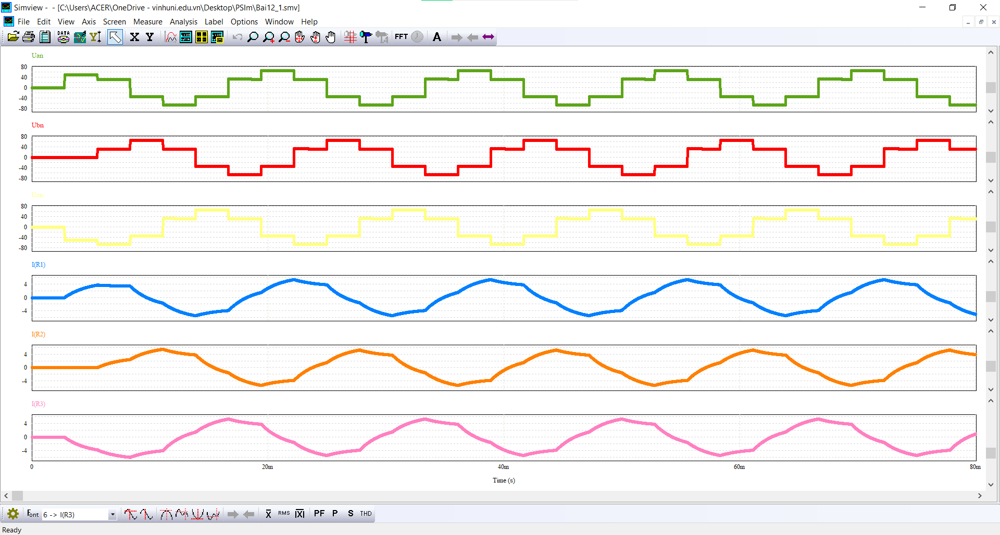 Simview - - [C:\Users\ACER\OneDrive - vinhuni.edu.vn\Desktop\PSIm\Bai12_1.smv]
File Edit View Axis Screen Measure Analysis Label Options Window Help
DATA Y X Y FFT A
Uan
80
40
0
-40
-80
Ubn
80
40
0
-40
-80
Ucn
80
40
0
-40
-80
I(R1)
4
0
-4
I(R2)
4
0
-4
I(R3)
4
0
-4
0 20m 40m 60m 80m
Time (s)
Font 6 -> I(R3) x RMS |X| PF P S THD
Ready